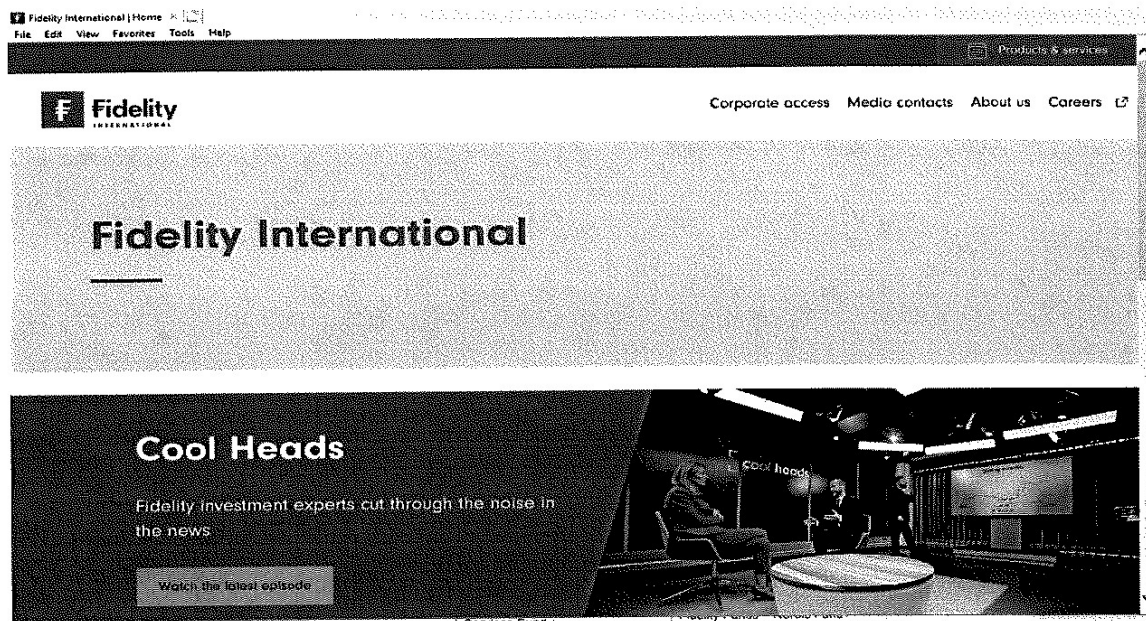 Fidelity International | Home
File Edit View Favorites Tools Help
Products & services
F Fidelity
INTERNATIONAL
Corporate access Media contacts About us Careers
Fidelity International
Cool Heads
Fidelity investment experts cut through the noise in
the news
Watch the latest episode
cool heads